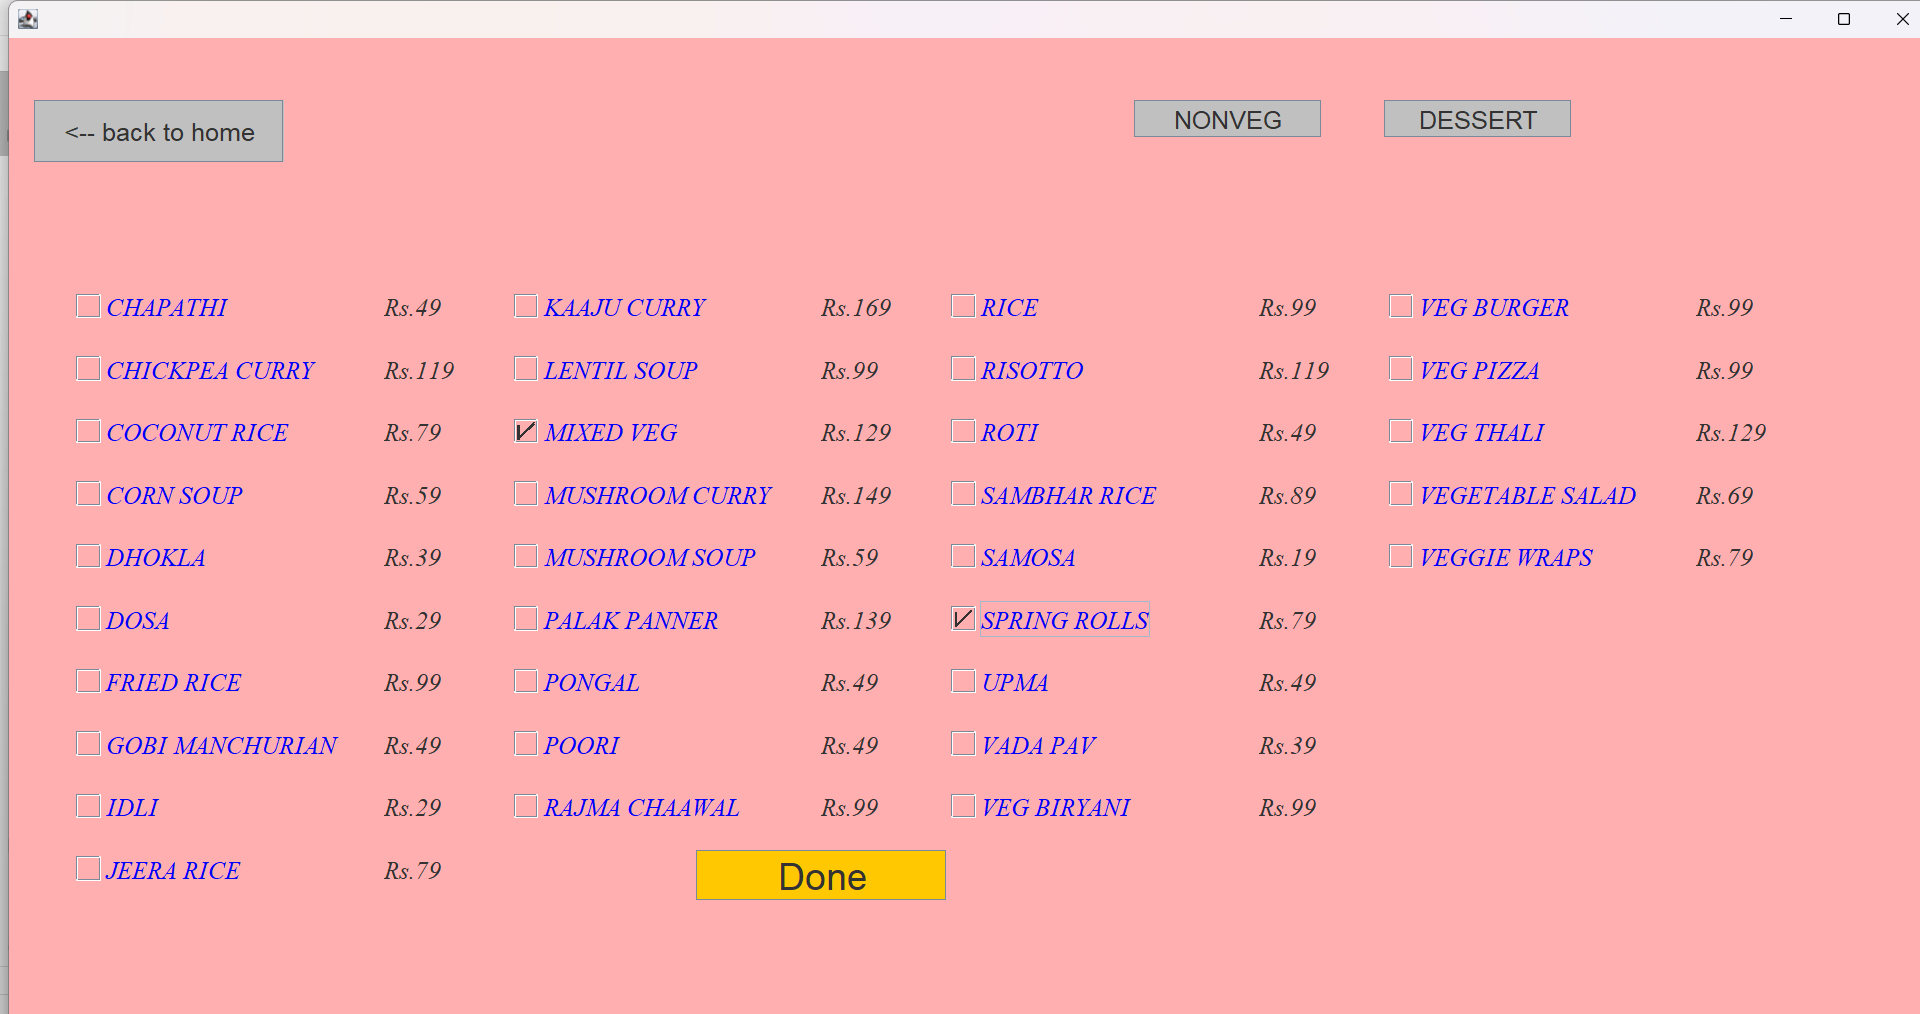 <-- back to home
NONVEG
DESSERT
CHAPATHI Rs.49 KAAJU CURRY Rs.169 RICE Rs.99 VEG BURGER Rs.99
CHICKPEA CURRY Rs.119 LENTIL SOUP Rs.99 RISOTTO Rs.119 VEG PIZZA Rs.99
COCONUT RICE Rs.79 MIXED VEG Rs.129 ROTI Rs.49 VEG THALI Rs.129
CORN SOUP Rs.59 MUSHROOM CURRY Rs.149 SAMBHAR RICE Rs.89 VEGETABLE SALAD Rs.69
DHOKLA Rs.39 MUSHROOM SOUP Rs.59 SAMOSA Rs.19 VEGGIE WRAPS Rs.79
DOSA Rs.29 PALAK PANNER Rs.139 SPRING ROLLS Rs.79
FRIED RICE Rs.99 PONGAL Rs.49 UPMA Rs.49
GOBI MANCHURIAN Rs.49 POORI Rs.49 VADA PAV Rs.39
IDLI Rs.29 RAJMA CHAAWAL Rs.99 VEG BIRYANI Rs.99
JEERA RICE Rs.79
Done